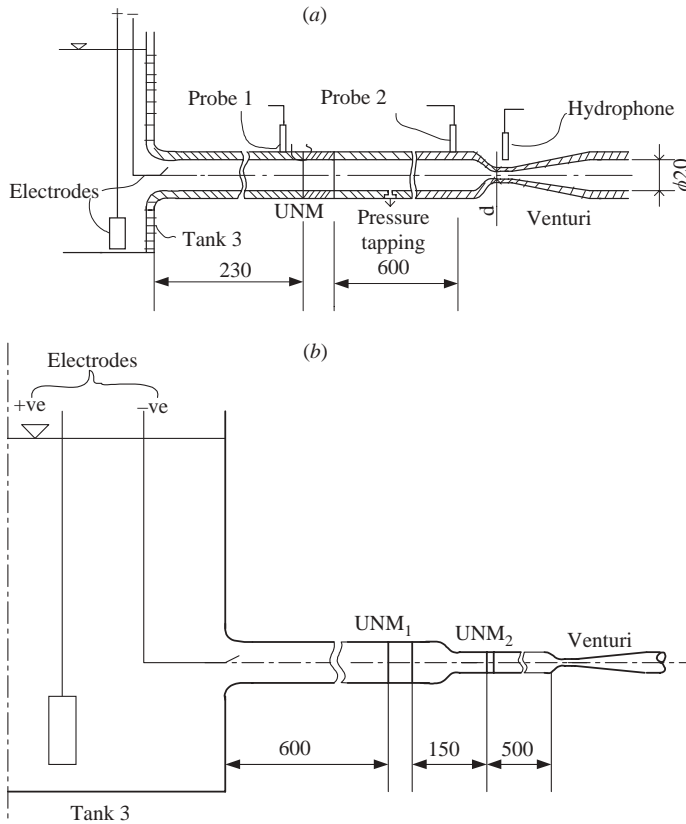 (a)
+ −
Probe 1
Probe 2
Hydrophone
Electrodes
UNM
Pressure
tapping
d
Venturi
ϕ20
Tank 3
230
600
(b)
Electrodes
+ve
−ve
UNM₁
UNM₂
Venturi
600
150
500
Tank 3